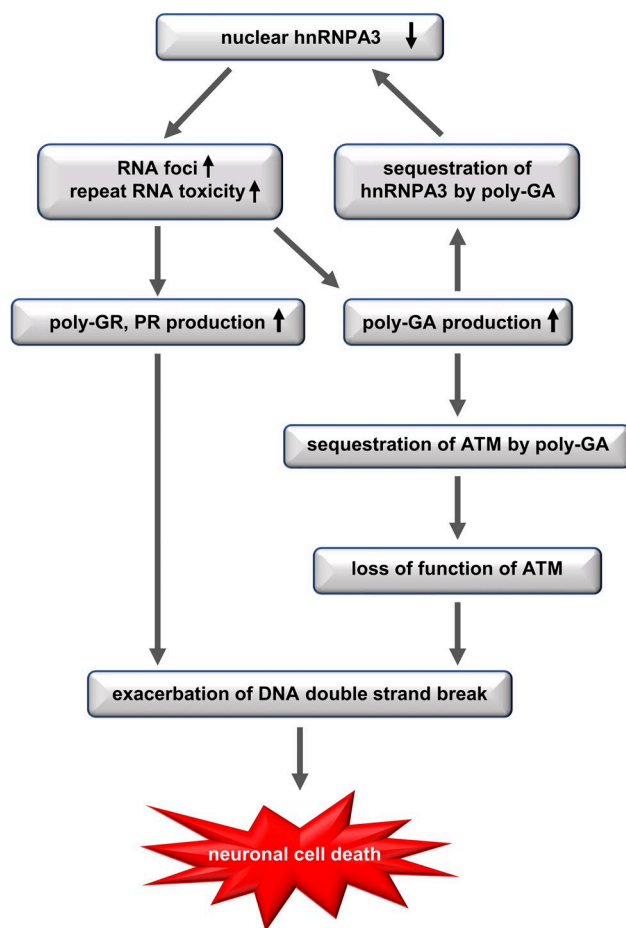 nuclear hnRNPA3
RNA foci
repeat RNA toxicity
sequestration of
hnRNPA3 by poly-GA
poly-GR, PR production
poly-GA production
sequestration of ATM by poly-GA
loss of function of ATM
exacerbation of DNA double strand break
neuronal cell death